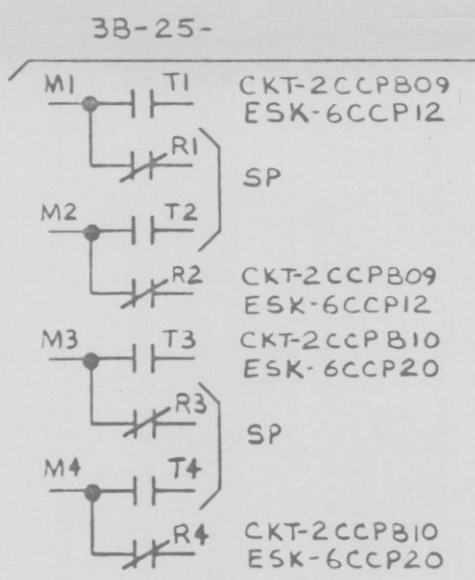 3B-25-
M1 T1 CKT-2CCPB09
ESK-6CCP12
R1
SP
M2 T2
R2 CKT-2CCPB09
ESK-6CCP12
M3 T3 CKT-2CCPB10
ESK-6CCP20
R3
SP
M4 T4
R4 CKT-2CCPB10
ESK-6CCP20